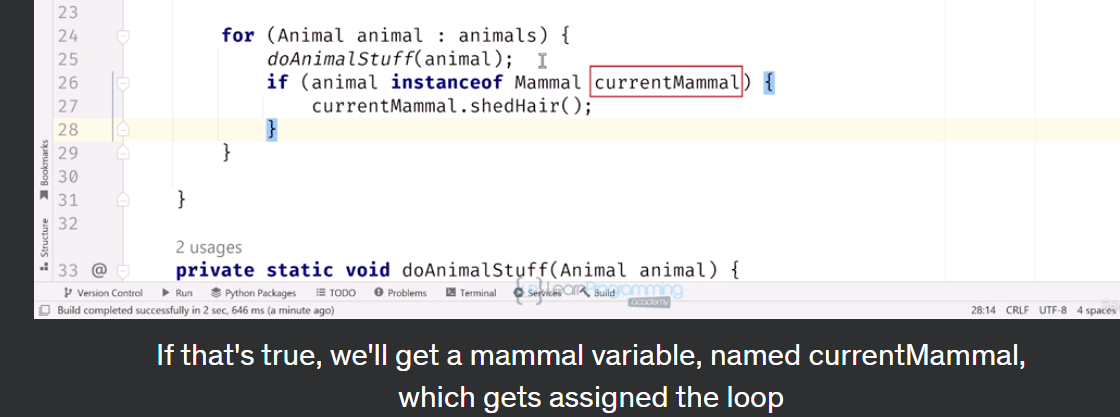 23
24 for (Animal animal : animals) {
25 doAnimalStuff(animal);
26 if (animal instanceof Mammal currentMammal) {
27 currentMammal.shedHair();
28 }
29 }
30
31 }
32
2 usages
33 @ private static void doAnimalStuff(Animal animal) {
Bookmarks
Structure
Version Control Run Python Packages TODO Problems Terminal Services Build
LearnProgramming
academy
Build completed successfully in 2 sec, 646 ms (a minute ago) 28:14 CRLF UTF-8 4 spaces
If that's true, we'll get a mammal variable, named currentMammal,
which gets assigned the loop